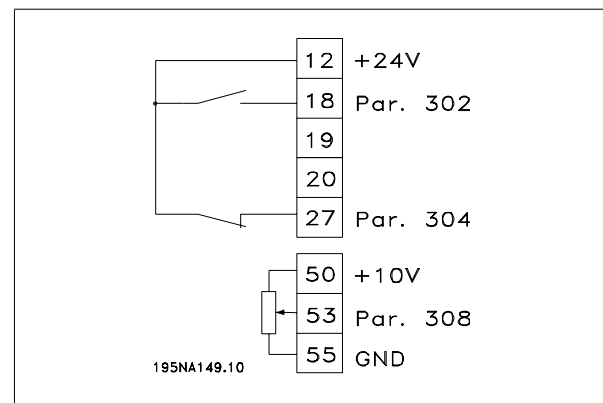 12 +24V
18 Par. 302
19
20
27 Par. 304
50 +10V
53 Par. 308
55 GND
195NA149.10